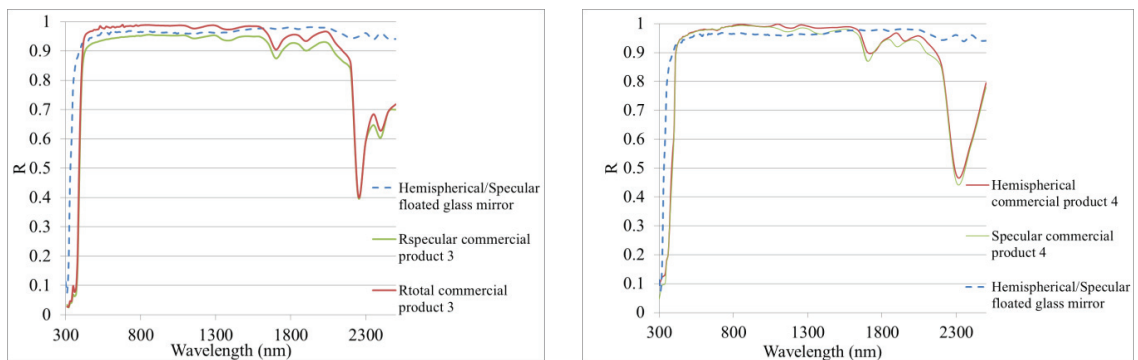 1
0.9
0.8
0.7
0.6
0.5
0.4
0.3
0.2
0.1
0
R
300
800
1300
1800
2300
Wavelength (nm)
Hemispherical/Specular
floated glass mirror
Rspecular commercial
product 3
Rtotal commercial
product 3
1
0.9
0.8
0.7
0.6
0.5
0.4
0.3
0.2
0.1
0
R
300
800
1300
1800
2300
Wavelength (nm)
Hemispherical
commercial product 4
Specular commercial
product 4
Hemispherical/Specular
floated glass mirror